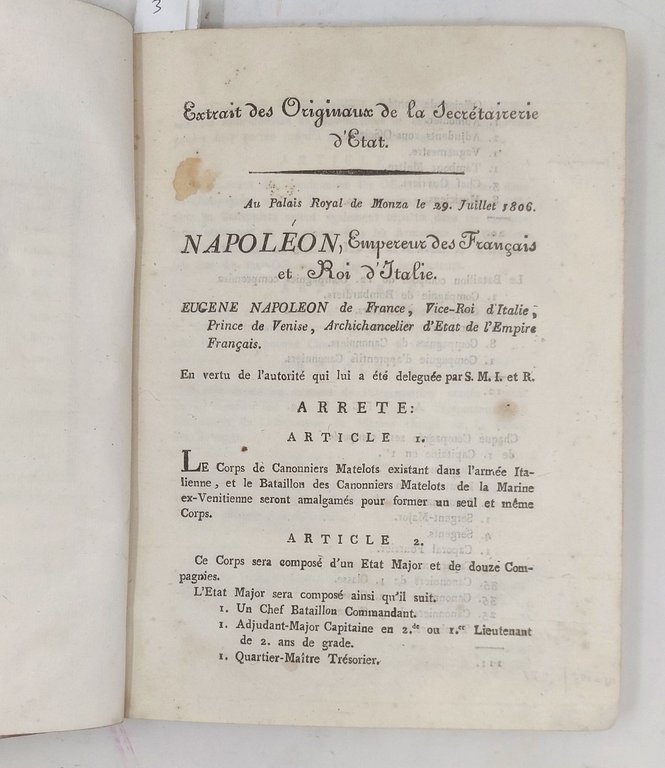 3
Extrait des Originaux de la Secrétairerie
d'Etat.
Au Palais Royal de Monza le 29. Juillet 1806.
NAPOLÉON, Empereur des Français
et Roi d'Italie.
EUGENE NAPOLEON de France, Vice-Roi d'Italie,
Prince de Venise, Archichancelier d'Etat de l'Empire
Français.
En vertu de l'autorité qui lui a été deleguée par S. M. I. et R.
ARRETE:
ARTICLE 1.
LE Corps de Canonniers Matelots existant dans l'armée Ita-
lienne, et le Bataillon des Canonniers Matelots de la Marine
ex-Venitienne seront amalgamés pour former un seul et même
Corps.
ARTICLE 2.
Ce Corps sera composé d'un Etat Major et de douze Com-
pagnies.
L'Etat Major sera composé ainsi qu'il suit.
1. Un Chef Bataillon Commandant.
1. Adjudant-Major Capitaine en 2.de ou 1.er Lieutenant
de 2. ans de grade.
1. Quartier-Maître Trésorier.